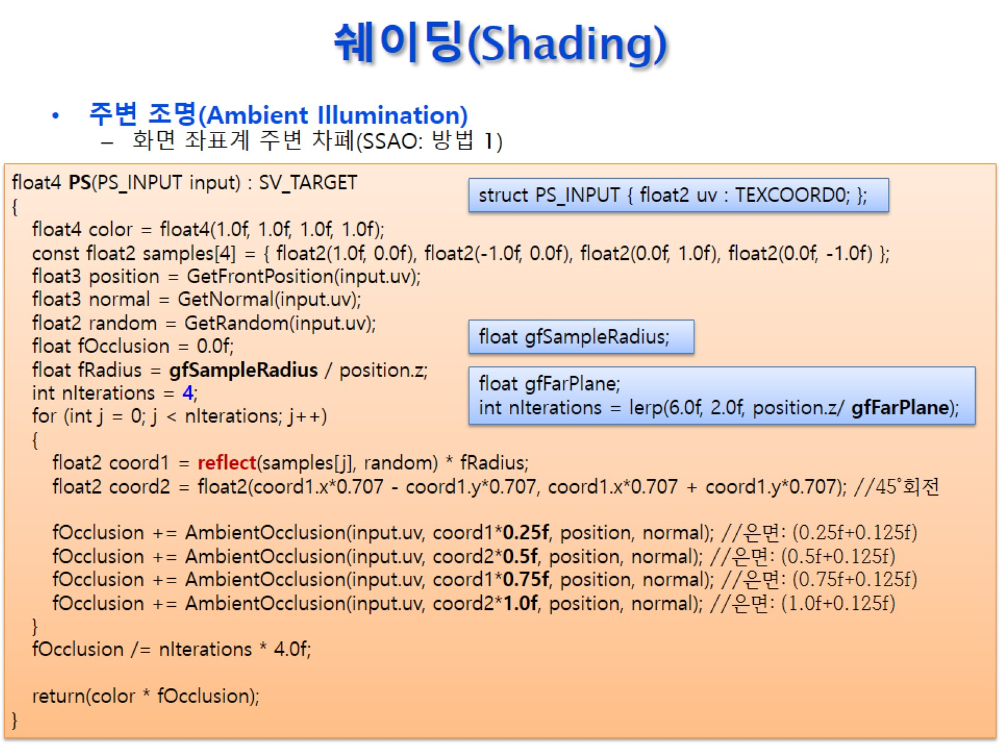 쉐이딩(Shading)
• 주변 조명(Ambient Illumination)
– 화면 좌표계 주변 차폐(SSAO: 방법 1)
float4 PS(PS_INPUT input) : SV_TARGET
struct PS_INPUT { float2 uv : TEXCOORD0; };
{
float4 color = float4(1.0f, 1.0f, 1.0f, 1.0f);
const float2 samples[4] = { float2(1.0f, 0.0f), float2(-1.0f, 0.0f), float2(0.0f, 1.0f), float2(0.0f, -1.0f) };
float3 position = GetFrontPosition(input.uv);
float3 normal = GetNormal(input.uv);
float2 random = GetRandom(input.uv);
float gfSampleRadius;
float fOcclusion = 0.0f;
float fRadius = gfSampleRadius / position.z;
float gfFarPlane;
int nIterations = 4;
int nIterations = lerp(6.0f, 2.0f, position.z/ gfFarPlane);
for (int j = 0; j < nIterations; j++)
{
float2 coord1 = reflect(samples[j], random) * fRadius;
float2 coord2 = float2(coord1.x*0.707 - coord1.y*0.707, coord1.x*0.707 + coord1.y*0.707); //45˚회전
fOcclusion += AmbientOcclusion(input.uv, coord1*0.25f, position, normal); //은면: (0.25f+0.125f)
fOcclusion += AmbientOcclusion(input.uv, coord2*0.5f, position, normal); //은면: (0.5f+0.125f)
fOcclusion += AmbientOcclusion(input.uv, coord1*0.75f, position, normal); //은면: (0.75f+0.125f)
fOcclusion += AmbientOcclusion(input.uv, coord2*1.0f, position, normal); //은면: (1.0f+0.125f)
}
fOcclusion /= nIterations * 4.0f;
return(color * fOcclusion);
}